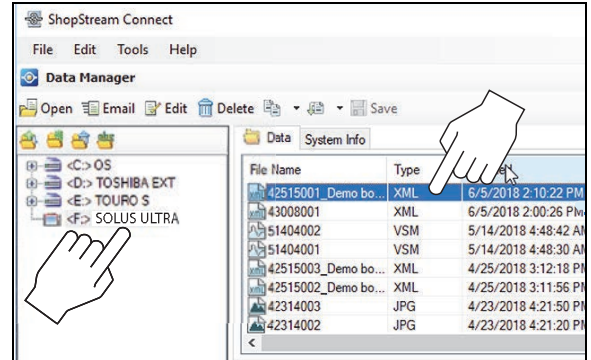 ShopStream Connect
File Edit Tools Help
Data Manager
Open Email Edit Delete Save
Data System Info
<C:> OS
<D:> TOSHIBA EXT
<E:> TOURO S
<F:> SOLUS ULTRA
File Name Type
42515001_Demo bo... XML 6/5/2018 2:10:22 PM
43008001 XML 6/5/2018 2:00:26 PM
51404002 VSM 5/14/2018 4:48:42 AM
51404001 VSM 5/14/2018 4:48:30 AM
42515003_Demo bo... XML 4/25/2018 3:12:18 PM
42515002_Demo bo... XML 4/25/2018 3:11:56 PM
42314003 JPG 4/23/2018 4:21:50 PM
42314002 JPG 4/23/2018 4:21:20 PM